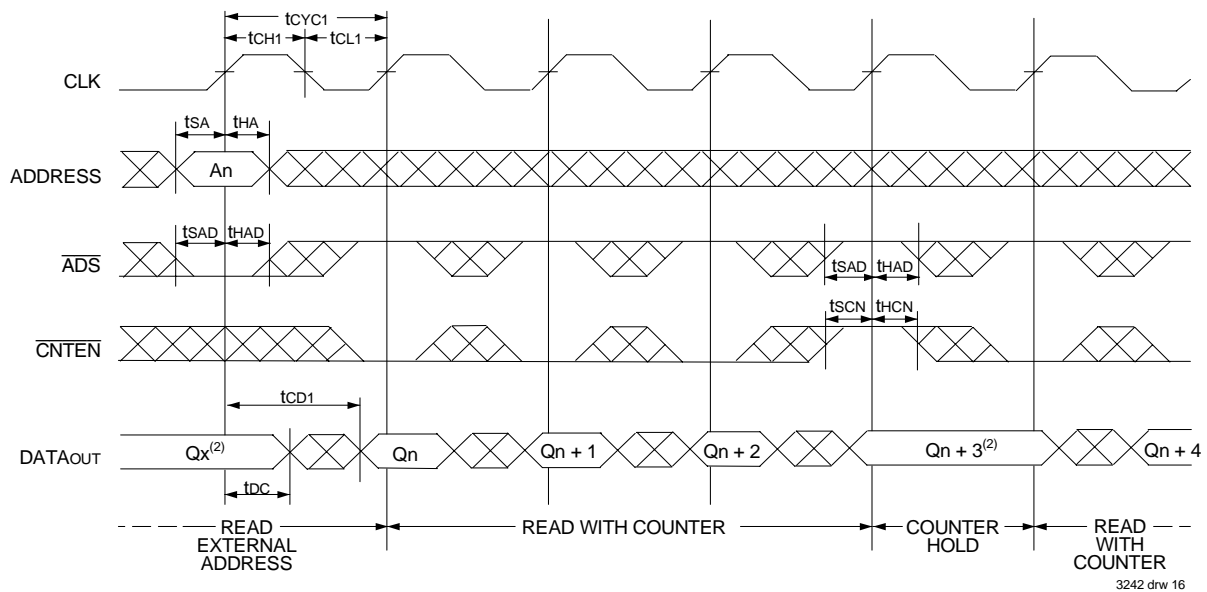 tCYC1
tCH1 tCL1
CLK
tSA tHA
ADDRESS An
tSAD tHAD
ADS
tSAD tHAD
tSCN tHCN
CNTEN
tCD1
DATAOUT Qx(2) Qn Qn + 1 Qn + 2 Qn + 3(2) Qn + 4
tDC
READ EXTERNAL ADDRESS
READ WITH COUNTER
COUNTER HOLD
READ WITH COUNTER
3242 drw 16